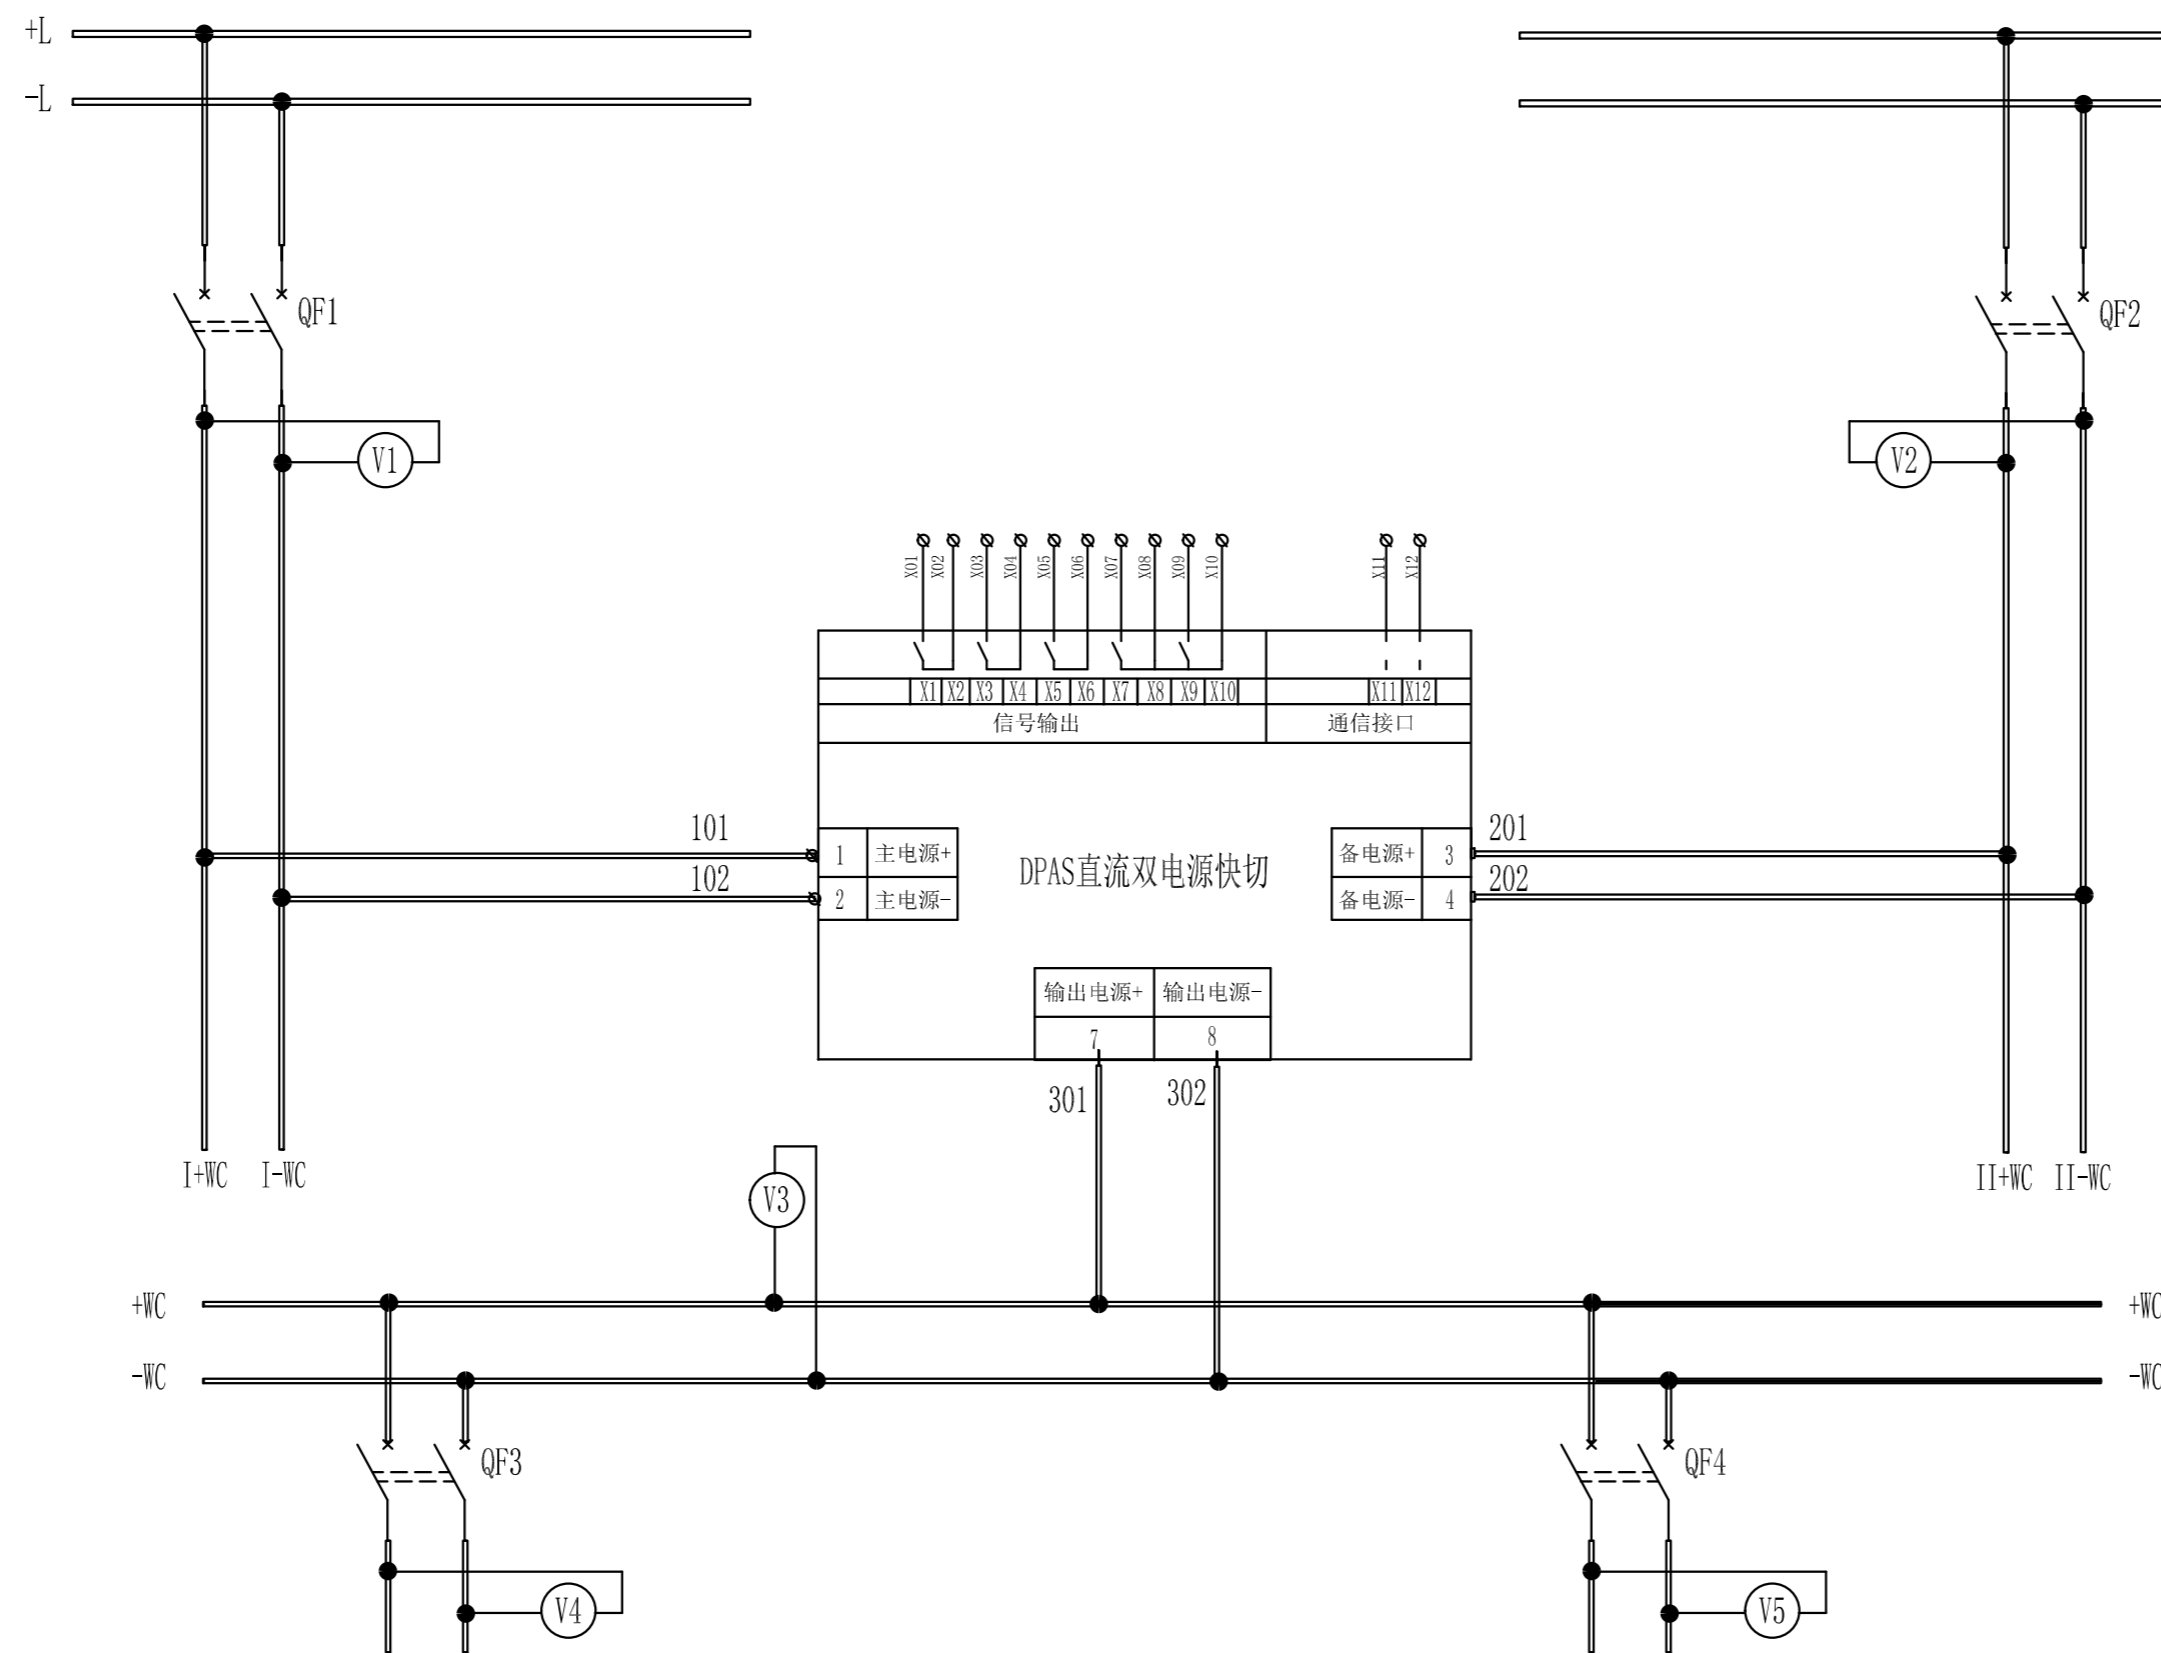 +L
-L
QF1
QF2
V1
V2
X01 X02 X03 X04 X05 X06 X07 X08 X09 X10 X11 X12
X1 X2 X3 X4 X5 X6 X7 X8 X9 X10 X11 X12
信号输出 通信接口
101 201
1 主电源+ 备电源+ 3
DPAS直流双电源快切
102 202
2 主电源- 备电源- 4
输出电源+ 输出电源-
7 8
301 302
I+WC I-WC II+WC II-WC
V3
+WC +WC
-WC -WC
QF3 QF4
V4 V5